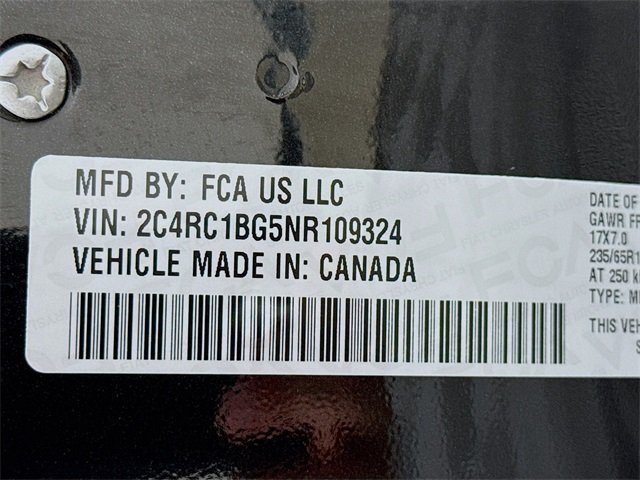 MFD BY: FCA US LLC
VIN: 2C4RC1BG5NR109324
VEHICLE MADE IN: CANADA
DATE OF
GAWR
17X7.0
235/65R1
AT 250
TYPE:
THIS